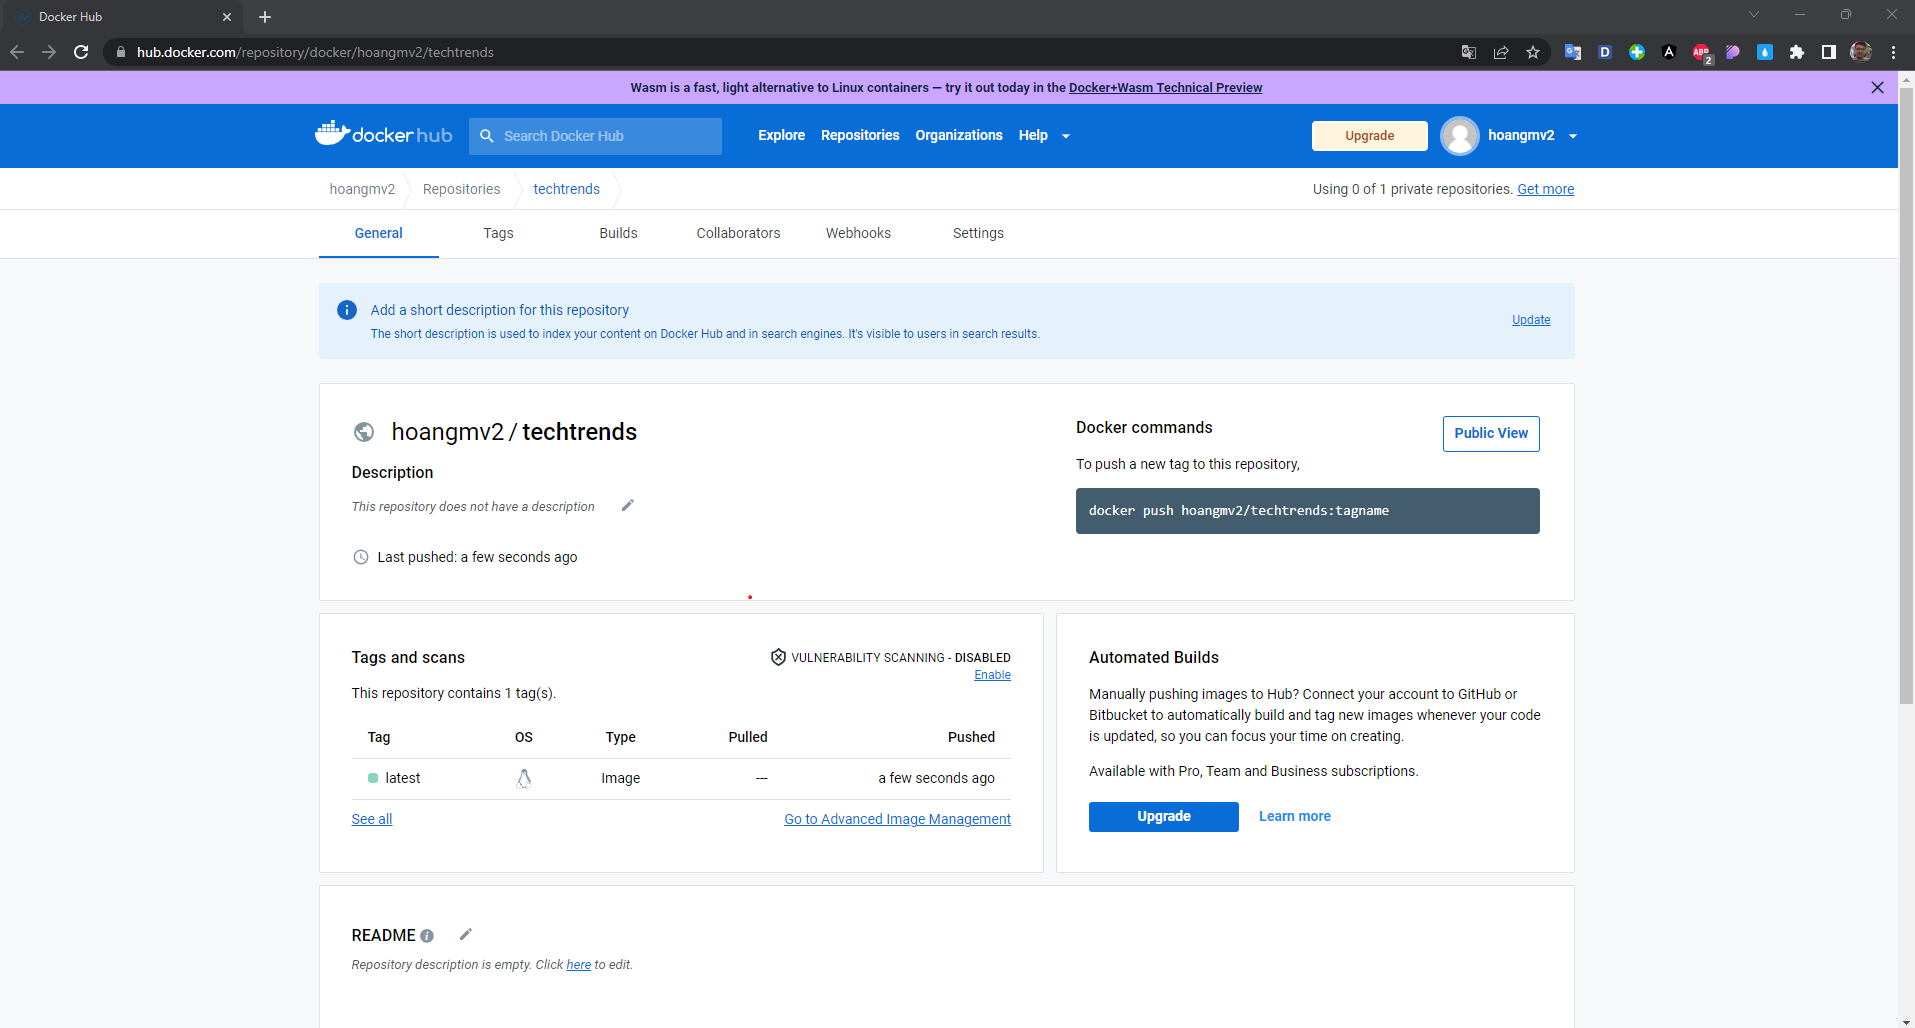 Docker Hub
hub.docker.com/repository/docker/hoangmv2/techtrends
D
A
ABP
2
Wasm is a fast, light alternative to Linux containers — try it out today in the Docker+Wasm Technical Preview
dockerhub
Search Docker Hub
Explore Repositories Organizations Help
Upgrade
hoangmv2
hoangmv2 Repositories techtrends
Using 0 of 1 private repositories. Get more
General Tags Builds Collaborators Webhooks Settings
Add a short description for this repository
The short description is used to index your content on Docker Hub and in search engines. It's visible to users in search results.
Update
hoangmv2 / techtrends
Description
This repository does not have a description
Last pushed: a few seconds ago
Docker commands
Public View
To push a new tag to this repository,
docker push hoangmv2/techtrends:tagname
Tags and scans
VULNERABILITY SCANNING - DISABLED
Enable
This repository contains 1 tag(s).
Tag OS Type Pulled Pushed
latest Image --- a few seconds ago
See all
Go to Advanced Image Management
Automated Builds
Manually pushing images to Hub? Connect your account to GitHub or
Bitbucket to automatically build and tag new images whenever your code
is updated, so you can focus your time on creating.
Available with Pro, Team and Business subscriptions.
Upgrade
Learn more
README
Repository description is empty. Click here to edit.